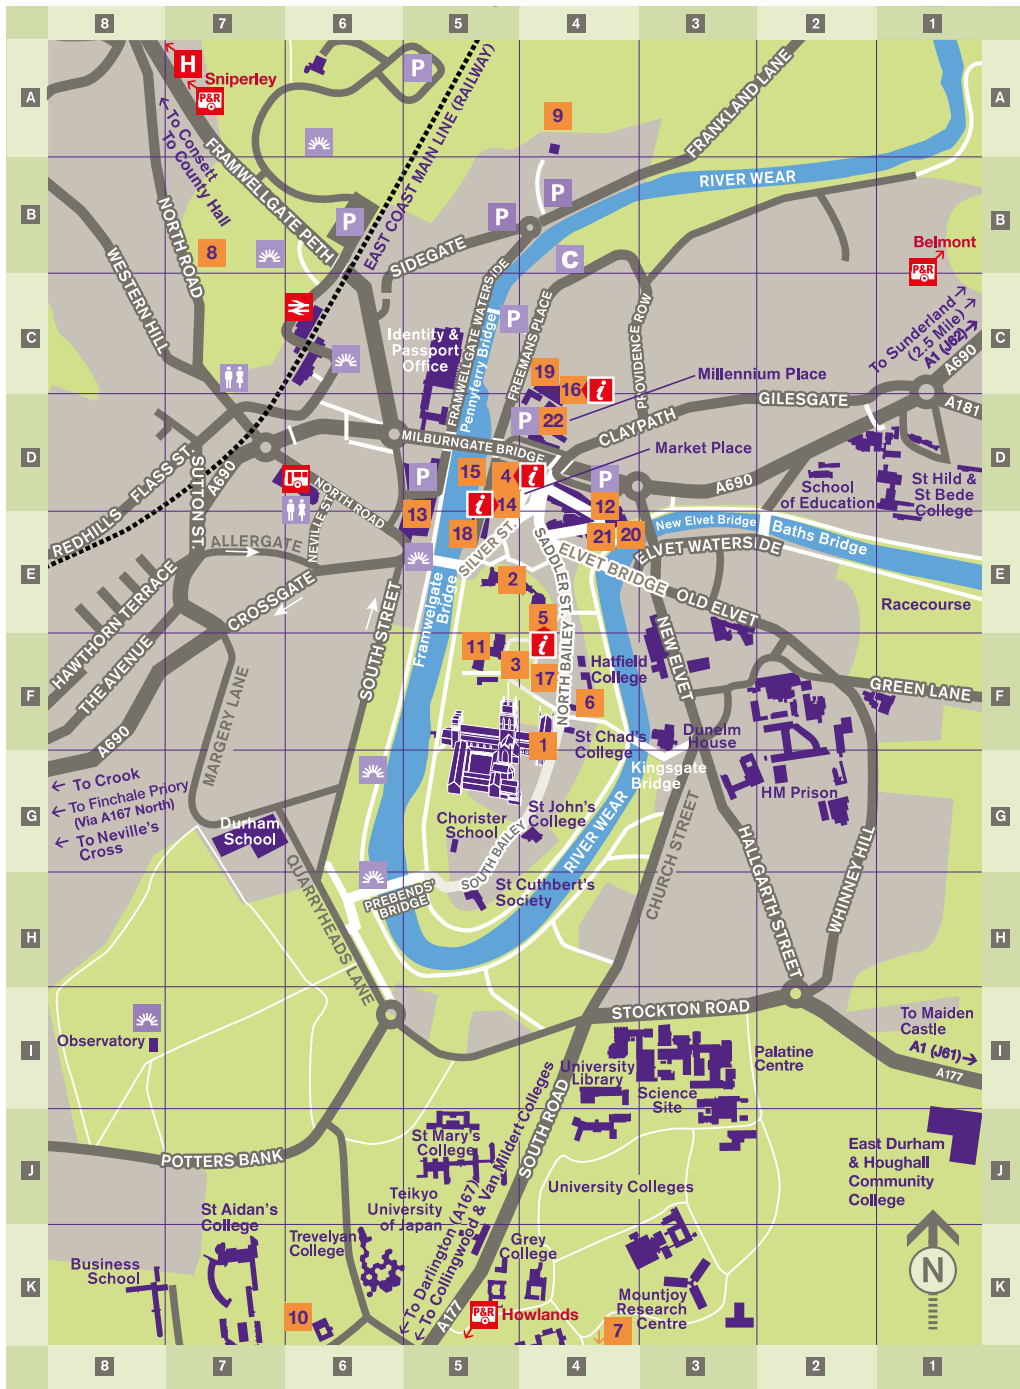 8 7 6 5 4 3 2 1
A
A
H
Sniperley
P&R
P
9
FRANKLAND LANE
← To Consett
To County Hall
FRAMWELLGATE PETH
EAST COAST MAIN LINE (RAILWAY)
B
B
RIVER WEAR
P
P
P
NORTH ROAD
8
SIDEGATE
C
Belmont
P&R
WESTERN HILL
C
C
To Sunderland
(2.5 Mile)
A1 (J62)
A690
Identity &
Passport
Office
FRAMWELLGATE WATERSIDE
Pennyferry Bridge
P
FREEMANS PLACE
PROVIDENCE ROW
19
16
i
Millennium Place
GILESGATE
A181
P
22
CLAYPATH
MILBURNGATE BRIDGE
Market Place
D
D
FLASS ST.
SUTTON ST.
A690
P
15
4
i
P
A690
School
of Education
St Hild &
St Bede
College
NORTH ROAD
NEVILLE ST.
13
i
14
12
REDHILLS
ALLERGATE
18
SILVER ST.
SADDLER ST.
21
20
New Elvet Bridge
Baths Bridge
ELVET WATERSIDE
ELVET BRIDGE
E
E
HAWTHORN TERRACE
CROSSGATE
Framwelgate
Bridge
2
OLD ELVET
Racecourse
5
THE AVENUE
SOUTH STREET
11
i
3
17
NORTH BAILEY
Hatfield
College
NEW ELVET
6
GREEN LANE
F
F
A690
MARGERY LANE
1
St Chad's
College
Dunelm
House
Kingsgate
Bridge
HM Prison
← To Crook
← To Finchale Priory
(Via A167 North)
← To Neville's
Cross
G
G
Durham
School
Chorister
School
St John's
College
SOUTH BAILEY
RIVER WEAR
CHURCH STREET
HALLGARTH STREET
WHINNEY HILL
QUARRYHEADS LANE
PREBENDS'
BRIDGE
St Cuthbert's
Society
H
H
STOCKTON ROAD
To Maiden
Castle
A1 (J61)→
A177
Observatory
I
I
University
Library
Science
Site
Palatine
Centre
SOUTH ROAD
POTTERS BANK
St Mary's
College
J
J
East Durham
& Houghall
Community
College
University Colleges
Teikyo
University
of Japan
← To Darlington (A167)
← To Collingwood & Van Mildert Colleges
St Aidan's
College
Trevelyan
College
Grey
College
Business
School
K
K
N
Mountjoy
Research
Centre
10
A177
P&R
Howlands
7
8 7 6 5 4 3 2 1